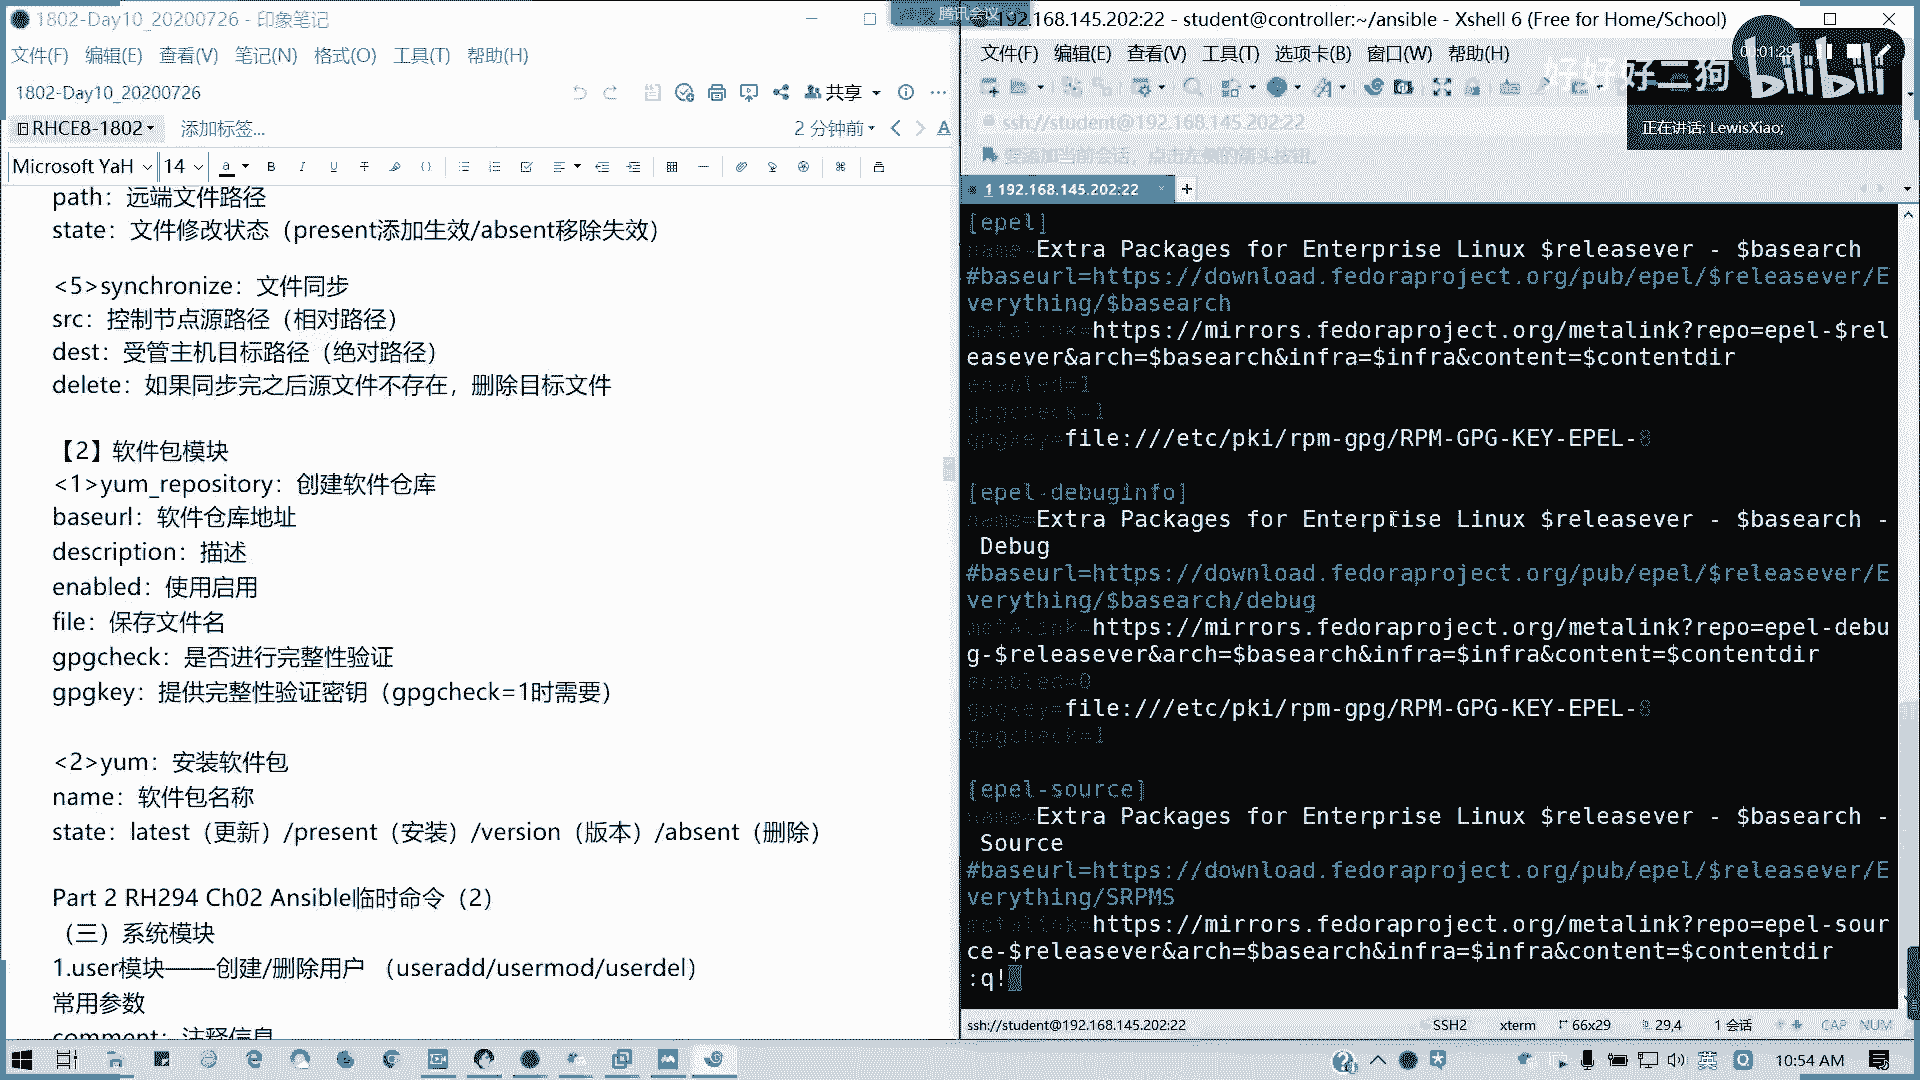 1802-Day10_20200726 - 印象笔记
文件(F) 编辑(E) 查看(V) 笔记(N) 格式(O) 工具(T) 帮助(H)
1802-Day10_20200726
共享
RHCE8-1802 添加标签... 2 分钟前
Microsoft YaH 14
path：远端文件路径
state：文件修改状态（present添加生效/absent移除失效）
<5>synchronize：文件同步
src：控制节点源路径（相对路径）
dest：受管主机目标路径（绝对路径）
delete：如果同步完之后源文件不存在，删除目标文件
【2】软件包模块
<1>yum_repository：创建软件仓库
baseurl：软件仓库地址
description：描述
enabled：使用启用
file：保存文件名
gpgcheck：是否进行完整性验证
gpgkey：提供完整性验证密钥（gpgcheck=1时需要）
<2>yum：安装软件包
name：软件包名称
state：latest（更新）/present（安装）/version（版本）/absent（删除）
Part 2 RH294 Ch02 Ansible临时命令（2）
（三）系统模块
1.user模块——创建/删除用户 （useradd/usermod/userdel）
常用参数
comment：注释信息
腾讯会议
192.168.145.202:22 - student@controller:~/ansible - Xshell 6 (Free for Home/School)
文件(F) 编辑(E) 查看(V) 工具(T) 选项卡(B) 窗口(W) 帮助(H)
好好好二狗 bilibili
正在讲话: LewisXiao;
ssh://student@192.168.145.202:22
要添加当前会话，点击左侧的箭头按钮。
1 192.168.145.202:22
[epel]
name=Extra Packages for Enterprise Linux $releasever - $basearch
#baseurl=https://download.fedoraproject.org/pub/epel/$releasever/E
verything/$basearch
metalink=https://mirrors.fedoraproject.org/metalink?repo=epel-$rel
easever&arch=$basearch&infra=$infra&content=$contentdir
enabled=1
gpgcheck=1
gpgkey=file:///etc/pki/rpm-gpg/RPM-GPG-KEY-EPEL-8
[epel-debuginfo]
name=Extra Packages for Enterprise Linux $releasever - $basearch -
Debug
#baseurl=https://download.fedoraproject.org/pub/epel/$releasever/E
verything/$basearch/debug
metalink=https://mirrors.fedoraproject.org/metalink?repo=epel-debu
g-$releasever&arch=$basearch&infra=$infra&content=$contentdir
enabled=0
gpgkey=file:///etc/pki/rpm-gpg/RPM-GPG-KEY-EPEL-8
gpgcheck=1
[epel-source]
name=Extra Packages for Enterprise Linux $releasever - $basearch -
Source
#baseurl=https://download.fedoraproject.org/pub/epel/$releasever/E
verything/SRPMS
metalink=https://mirrors.fedoraproject.org/metalink?repo=epel-sour
ce-$releasever&arch=$basearch&infra=$infra&content=$contentdir
:q!
ssh://student@192.168.145.202:22 SSH2 xterm 66x29 29,4 1 会话 CAP NUM
英 10:54 AM